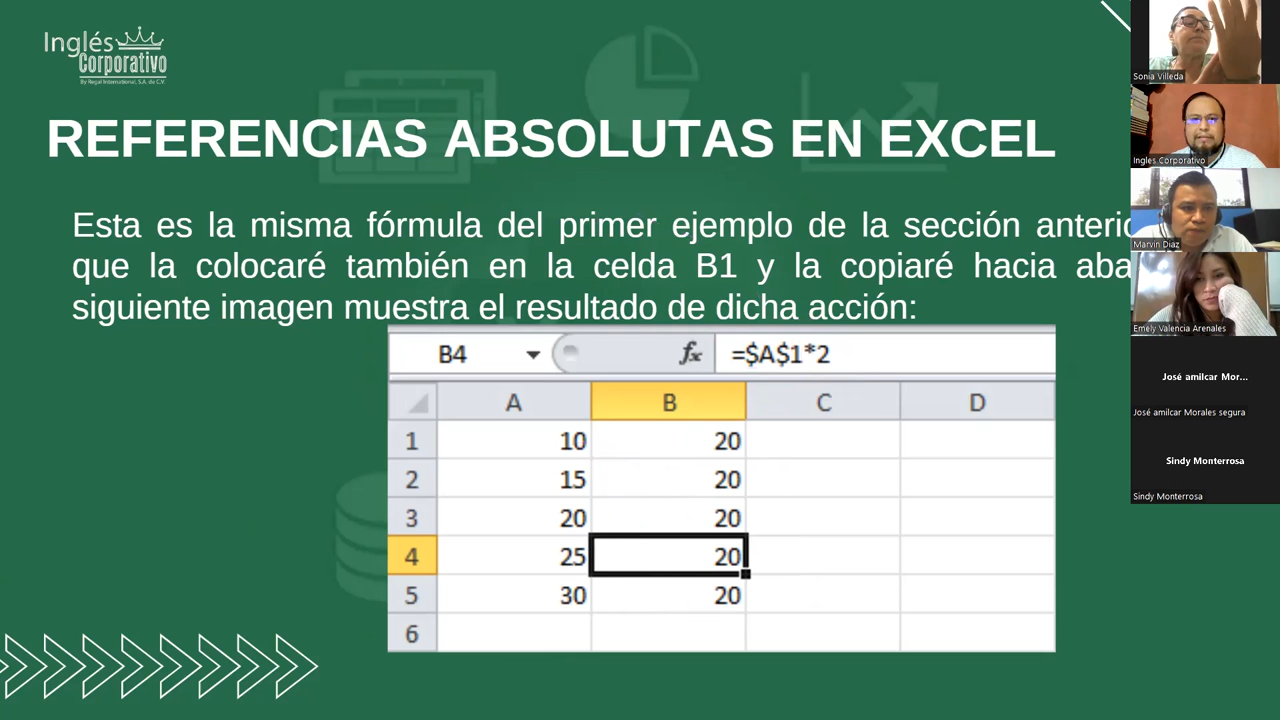 Inglés
Corporativo
By Regal International, S.A. de C.V.
REFERENCIAS ABSOLUTAS EN EXCEL
Esta es la misma fórmula del primer ejemplo de la sección
que la colocaré también en la celda B1 y la copiaré hacia
siguiente imagen muestra el resultado de dicha acción:
B4 fx =$A$1*2
A B C D
1 10 20
2 15 20
3 20 20
4 25 20
5 30 20
6
Sonia Villeda
Ingles Corporativo
Marvin Diaz
Emely Valencia Arenales
José amilcar Mor...
José amilcar Morales segura
Sindy Monterrosa
Sindy Monterrosa